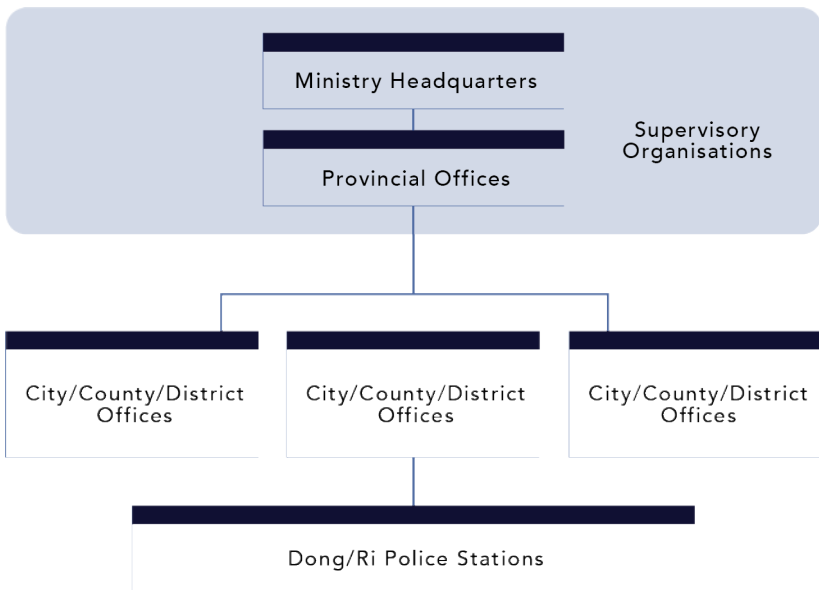 Ministry Headquarters
Supervisory
Organisations
Provincial Offices
City/County/District
Offices
City/County/District
Offices
City/County/District
Offices
Dong/Ri Police Stations